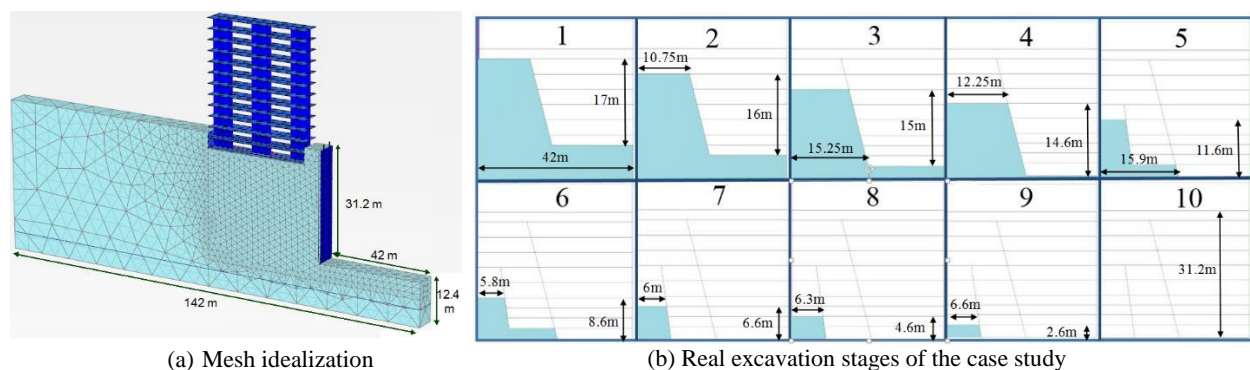 31.2 m
42 m
142 m
12.4
m
(a) Mesh idealization
1
17m
42m
2
10.75m
16m
3
15m
15.25m
4
12.25m
14.6m
5
11.6m
15.9m
6
5.8m
8.6m
7
6m
6.6m
8
6.3m
4.6m
9
6.6m
2.6m
10
31.2m
(b) Real excavation stages of the case study